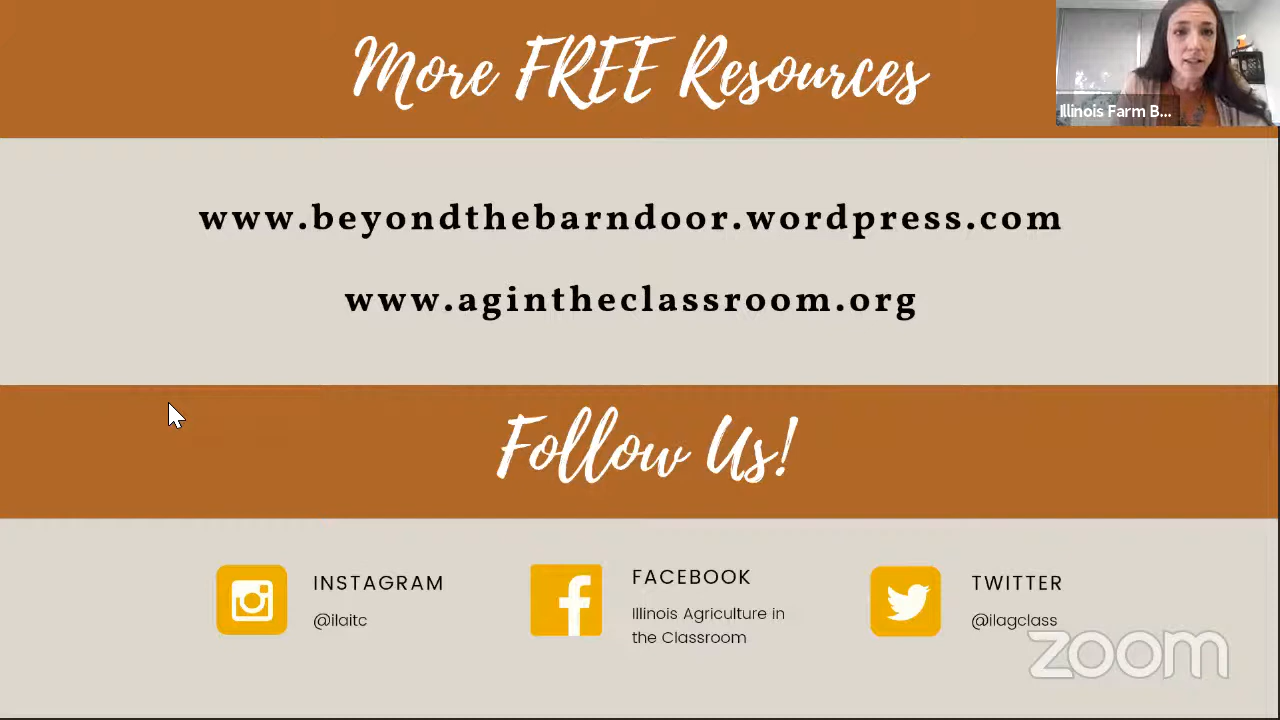 More FREE Resources
Illinois Farm B...
www.beyondthebarndoor.wordpress.com
www.agintheclassroom.org
Follow Us!
INSTAGRAM
@ilaitc
FACEBOOK
Illinois Agriculture in
the Classroom
TWITTER
@ilagclass
zoom